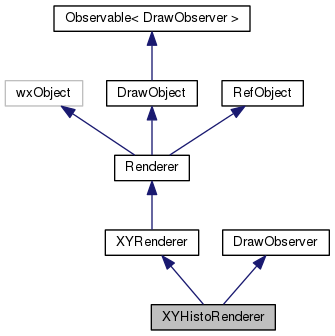 Observable< DrawObserver >
wxObject
DrawObject
RefObject
Renderer
XYRenderer
DrawObserver
XYHistoRenderer